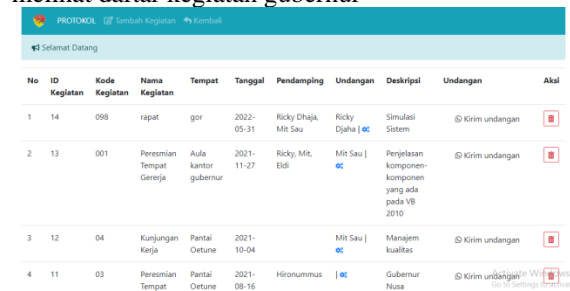 melihat daftar kegiatan gubernur
PROTOKOL Tambah Kegiatan Kembali
Selamat Datang
No ID Kegiatan Kode Kegiatan Nama Kegiatan Tempat Tanggal Pendamping Undangan Deskripsi Undangan Aksi
1 14 098 rapat gor 2022-05-31 Ricky Dhaja, Mit Sau Ricky Djaha | Simulasi Sistem Kirim undangan
2 13 001 Peresmian Tempat Gererja Aula kantor gubernur 2021-11-27 Ricky, Mit, Eldi Mit Sau | Penjelasan komponen-komponen yang ada pada VB 2010 Kirim undangan
3 12 04 Kunjungan Kerja Pantai Oetune 2021-10-04 Mit Sau | Manajem kualitas Kirim undangan
4 11 03 Peresmian Tempat Pantai Oetune 2021-08-16 Hironummus | Gubernur Nusa Kirim undangan
Activate Windows
Go to Settings to activate